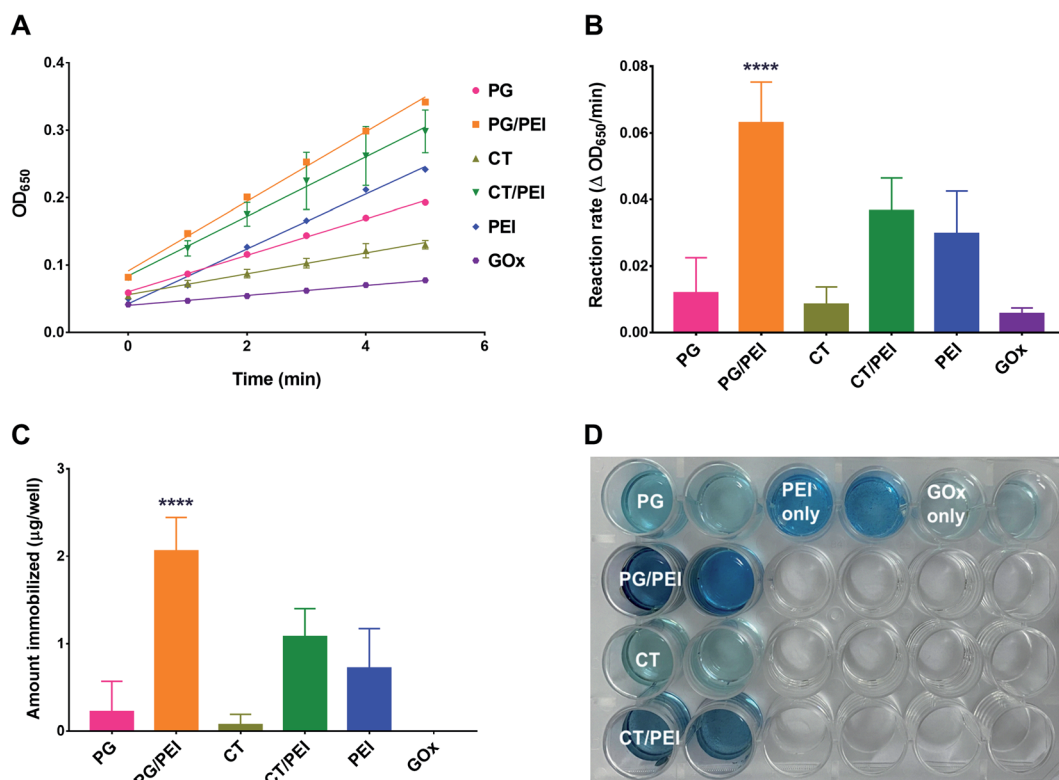 A
0.4
0.3
0.2
0.1
0.0
OD650
0
2
4
6
Time (min)
PG
PG/PEI
CT
CT/PEI
PEI
GOx
B
0.08
0.06
0.04
0.02
0.00
Reaction rate (Δ OD650/min)
****
PG
PG/PEI
CT
CT/PEI
PEI
GOx
C
3
2
1
0
Amount immobilized (μg/well)
****
PG
PG/PEI
CT
CT/PEI
PEI
GOx
D
PG
PEI
only
GOx
only
PG/PEI
CT
CT/PEI